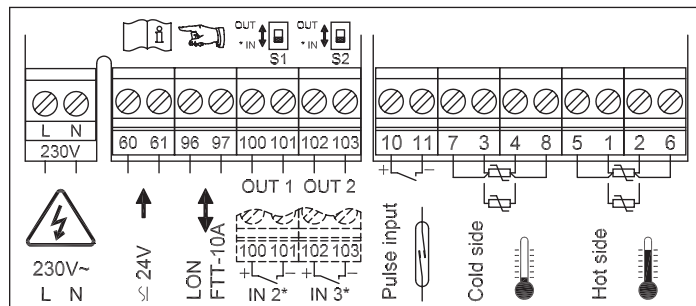 OUT
* IN
S1
OUT
* IN
S2
L N
230V
60 61 96 97 100 101 102 103
10 11 7 3 4 8 5 1 2 6
OUT 1 OUT 2
+ −
230V~
L N
24V
LON
FTT-10A
100 101 102 103
+ − + −
IN 2* IN 3*
Pulse input
Cold side
Hot side